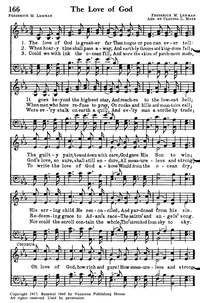 166 The Love of God
FREDERICK M. LEHMAN FREDERICK M. LEHMAN
ARR. BY CLAUDIA L. MAYS
1. The love of God is great-er far Than tongue or pen can ev-er tell;
2. When hoar-y time shall pass a-way, And earth-ly thrones and kingdoms fall;
3. Could we with ink the o-cean fill, And were the skies of parch-ment made,
It goes be-yond the highest star, And reaches to the low-est hell;
When men who here re-fuse to pray, On rocks and hills and mountains call;
Were ev-'ry stalk on earth a quill, And ev-'ry man a scribe by trade;
The guilt-y pair, bowed down with care, God gave His Son to win;
God's love, so sure, shall still en-dure, All meas-ure-less and strong;
To write the love of God a-bove Would drain the o-cean dry;
His err-ing child He rec-on-ciled, And par-doned from his sin.
Re-deem-ing grace to Ad-am's race—The saints' and an-gels' song.
Nor could the scroll con-tain the whole, Tho' stretched from sky to sky.
CHORUS
Oh love of God, how rich and pure! How meas-ure-less and strong!
Copyright 1917. Renewal 1945 by Nazarene Publishing House.
All rights reserved. Used by permission